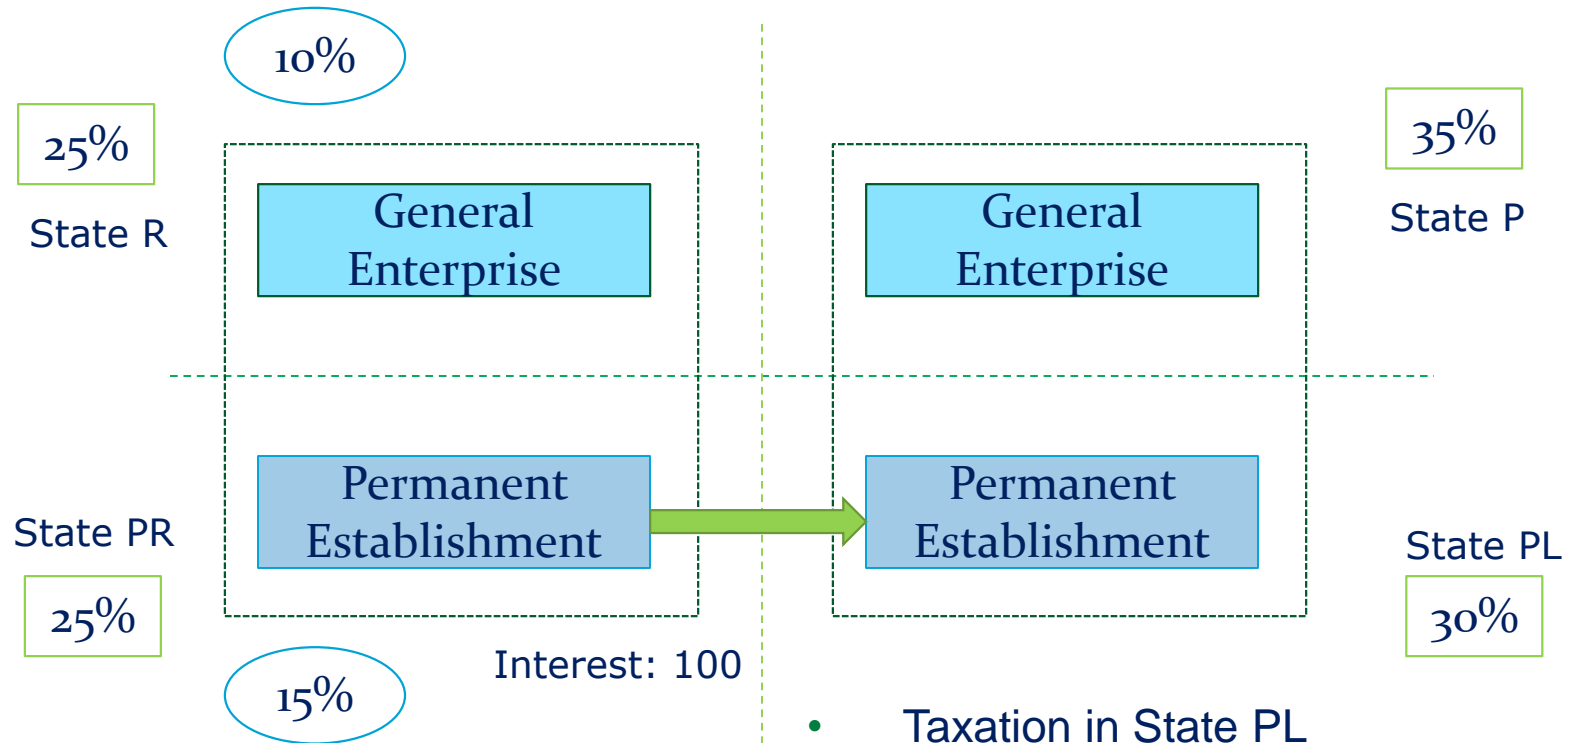 10%
25%
35%
General
Enterprise
General
Enterprise
State R
State P
Permanent
Establishment
Permanent
Establishment
State PR
State PL
25%
30%
Interest: 100
15%
• Taxation in State PL